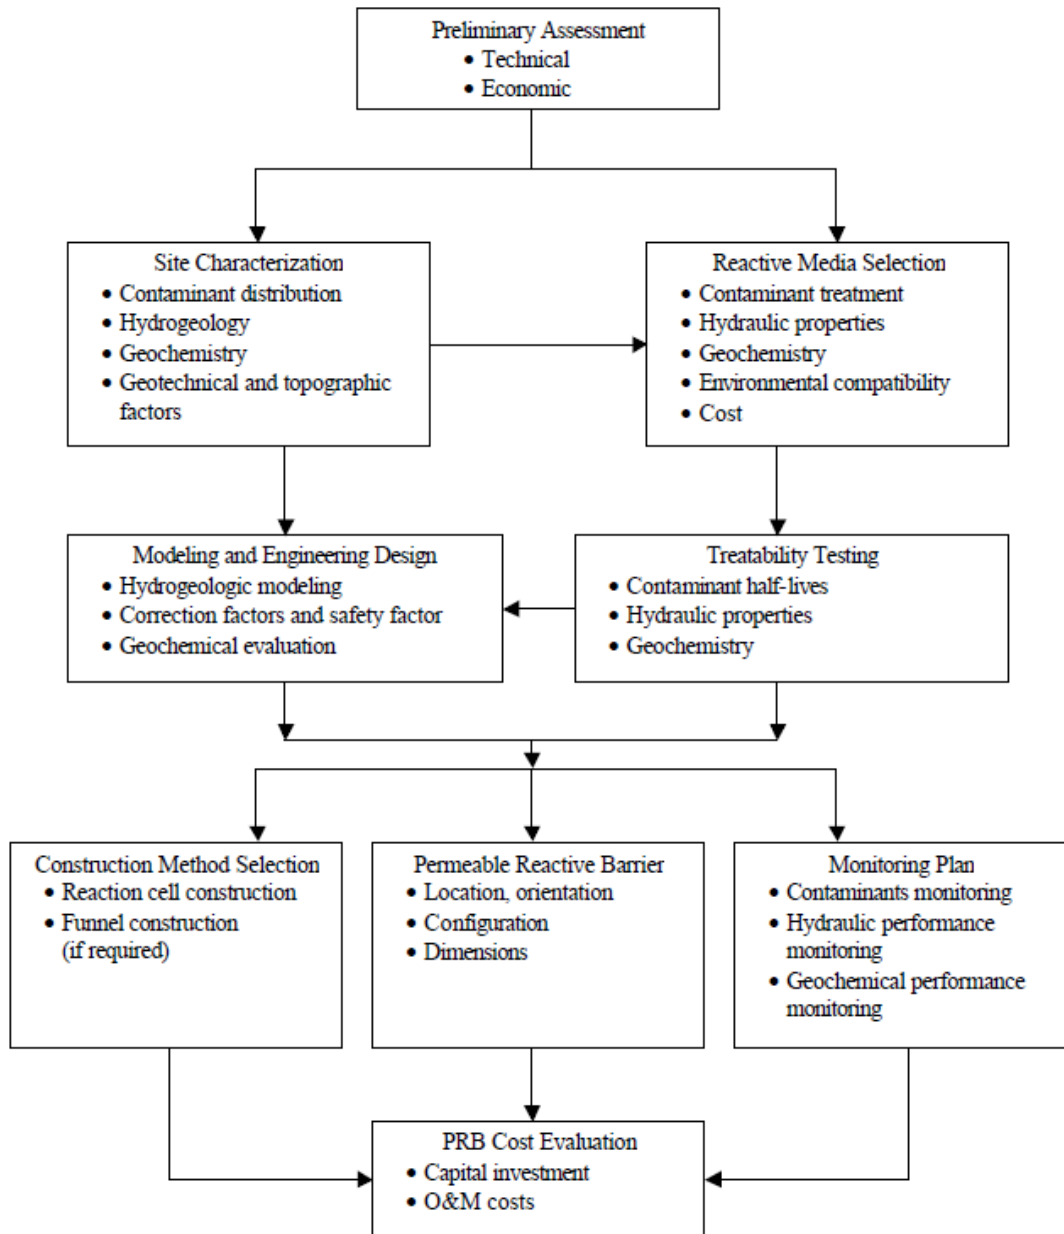 Preliminary Assessment
• Technical
• Economic
Site Characterization
• Contaminant distribution
• Hydrogeology
• Geochemistry
• Geotechnical and topographic
factors
Reactive Media Selection
• Contaminant treatment
• Hydraulic properties
• Geochemistry
• Environmental compatibility
• Cost
Modeling and Engineering Design
• Hydrogeologic modeling
• Correction factors and safety factor
• Geochemical evaluation
Treatability Testing
• Contaminant half-lives
• Hydraulic properties
• Geochemistry
Construction Method Selection
• Reaction cell construction
• Funnel construction
(if required)
Permeable Reactive Barrier
• Location, orientation
• Configuration
• Dimensions
Monitoring Plan
• Contaminants monitoring
• Hydraulic performance
monitoring
• Geochemical performance
monitoring
PRB Cost Evaluation
• Capital investment
• O&M costs